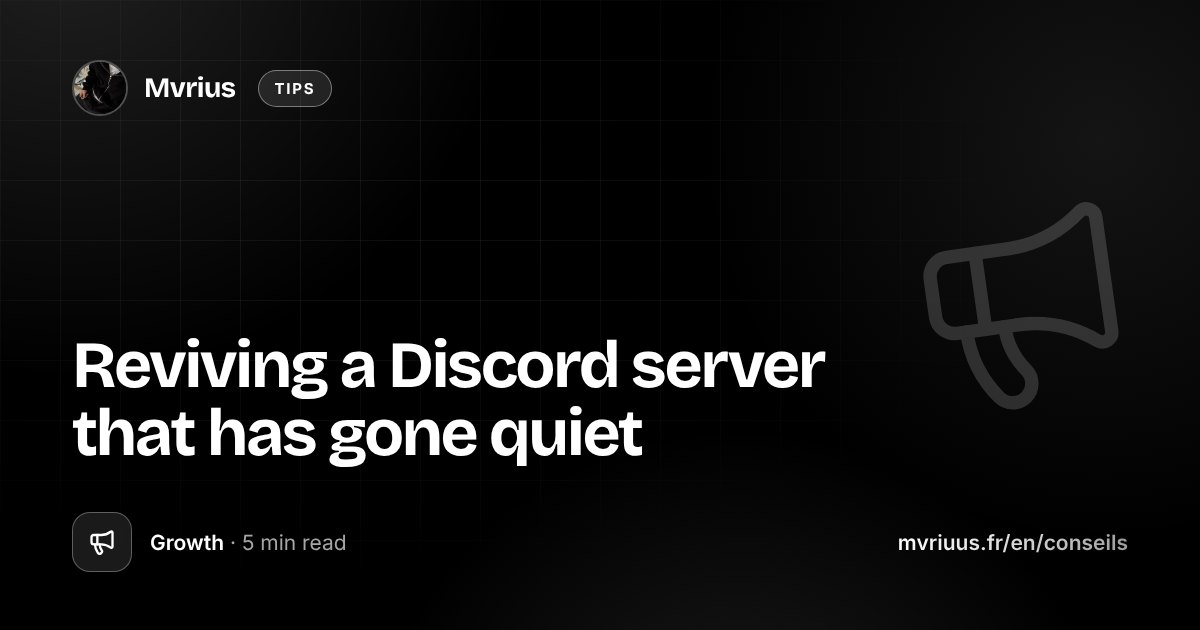 Mvrius
TIPS
Reviving a Discord server
that has gone quiet
Growth · 5 min read
mvriuus.fr/en/conseils